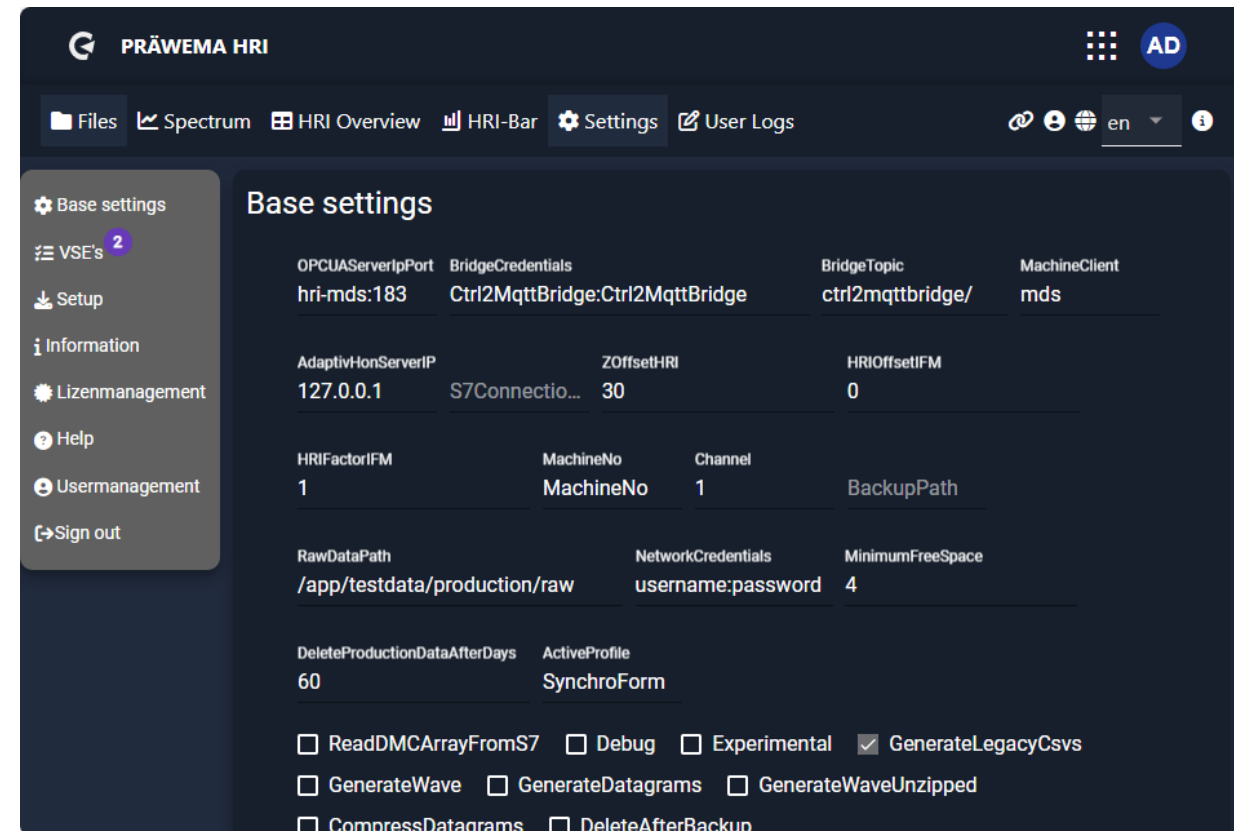 PRÄWEMA HRI
AD
Files Spectrum HRI Overview HRI-Bar Settings User Logs en
Base settings
VSE's 2
Setup
Information
Lizenmanagement
Help
Usermanagement
Sign out
Base settings
OPCUAServerIpPort BridgeCredentials BridgeTopic MachineClient
hri-mds:183 Ctrl2MqttBridge:Ctrl2MqttBridge ctrl2mqttbridge/ mds
AdaptivHonServerIP ZOffsetHRI HRIOffsetIFM
127.0.0.1 S7Connectio... 30 0
HRIFactorIFM MachineNo Channel
1 MachineNo 1 BackupPath
RawDataPath NetworkCredentials MinimumFreeSpace
/app/testdata/production/raw username:password 4
DeleteProductionDataAfterDays ActiveProfile
60 SynchroForm
ReadDMCArrayFromS7 Debug Experimental GenerateLegacyCsvs
GenerateWave GenerateDatagrams GenerateWaveUnzipped
CompressDatagrams DeleteAfterBackup